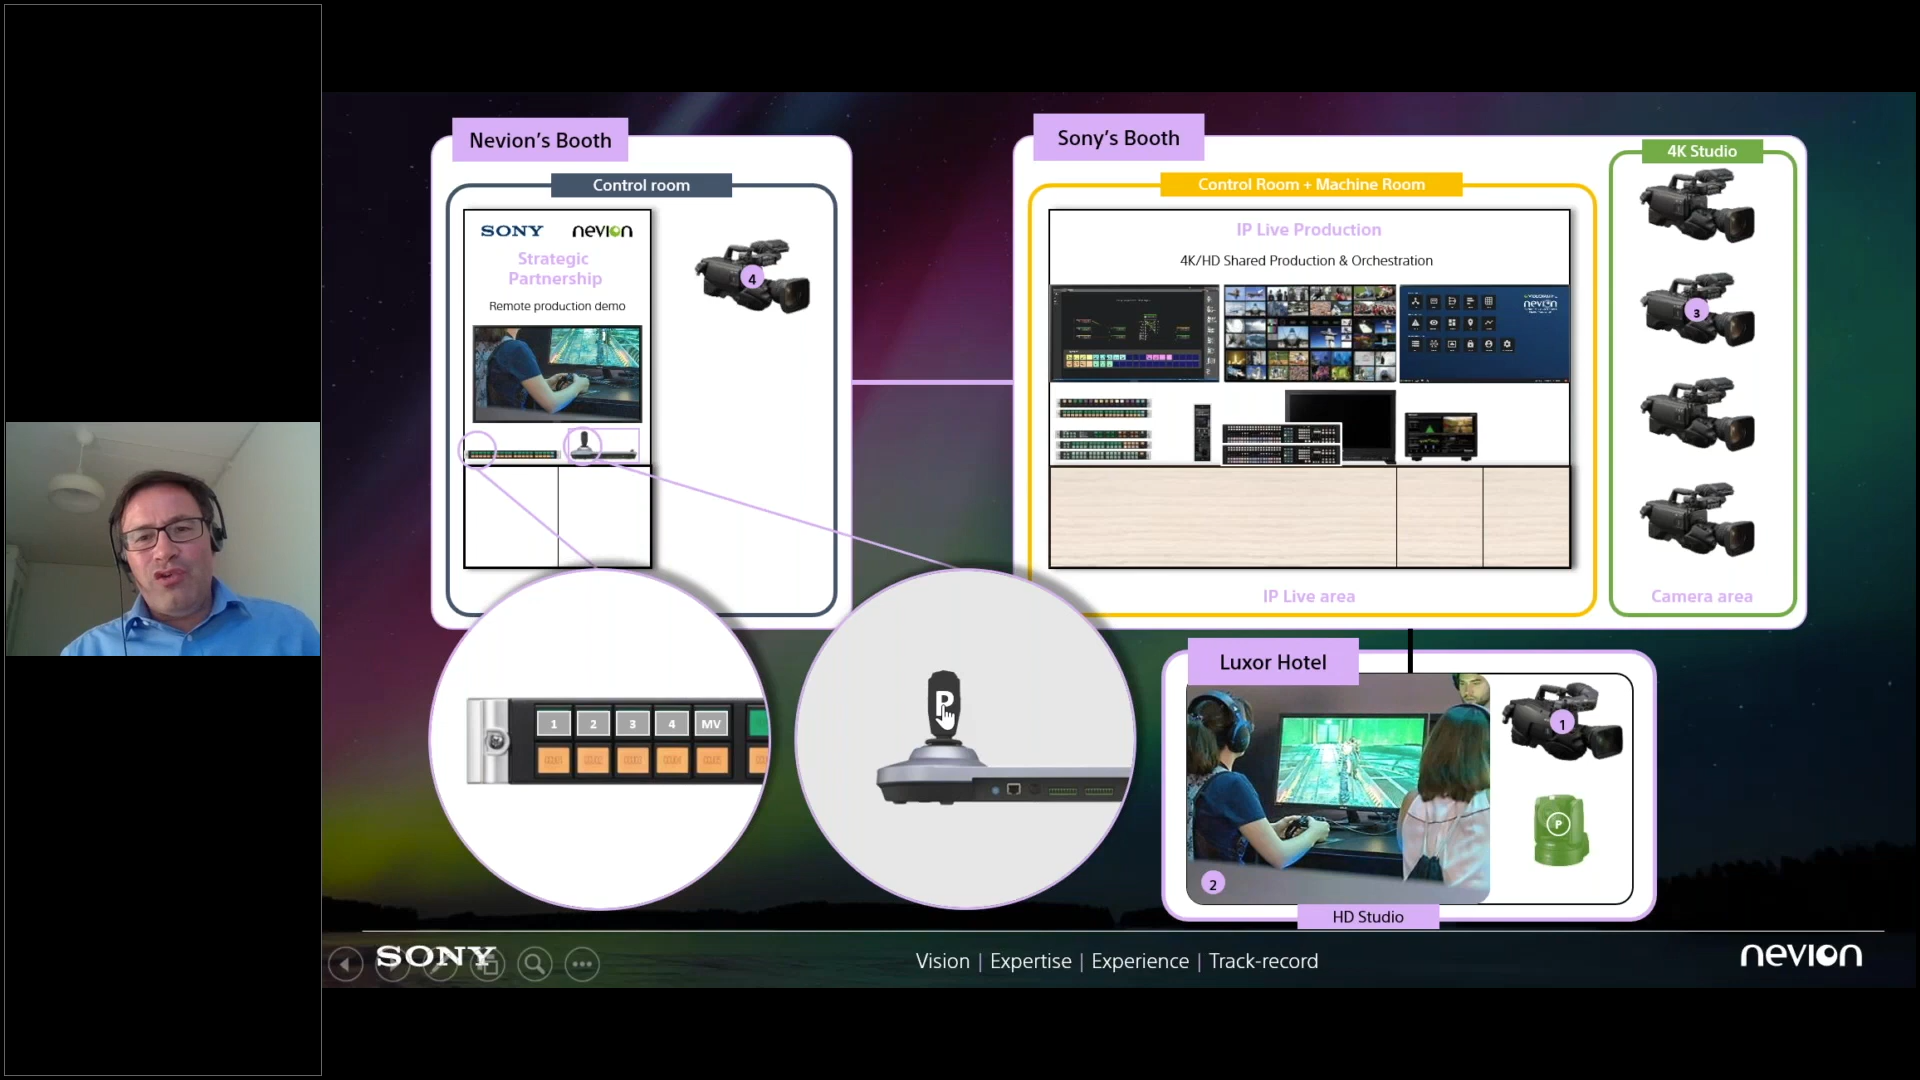 Nevion's Booth
Control room
SONY nevion
Strategic
Partnership
Remote production demo
4
1 2 3 4 MV
P
Sony's Booth
Control Room + Machine Room
IP Live Production
4K/HD Shared Production & Orchestration
nevion
IP Live area
4K Studio
3
Camera area
Luxor Hotel
1
P
2
HD Studio
SONY
Vision | Expertise | Experience | Track-record
nevion